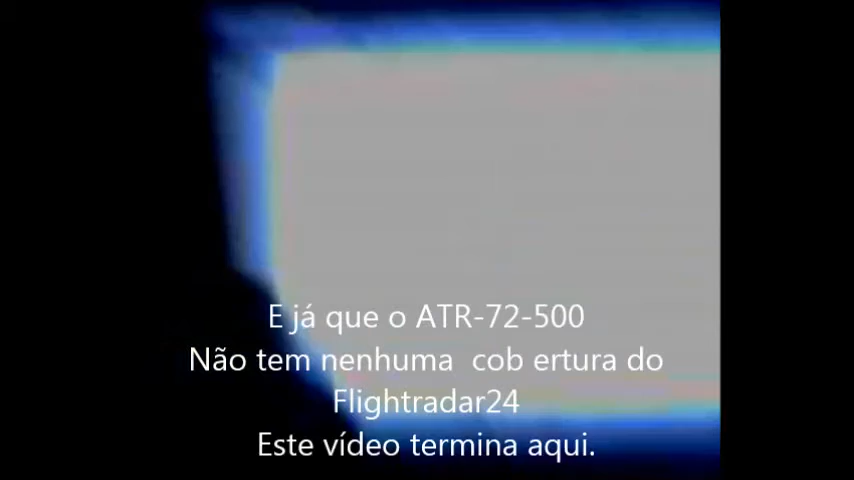 E já que o ATR-72-500
Não tem nenhuma  cob ertura do
Flightradar24
Este vídeo termina aqui.